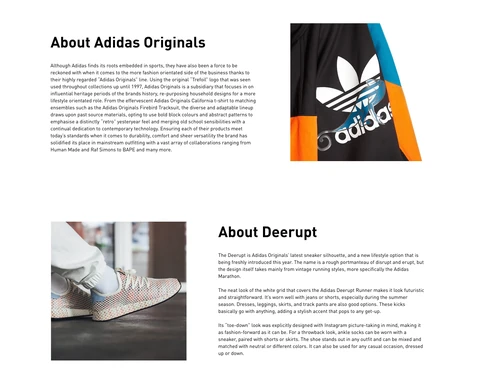 About Adidas Originals
Although Adidas finds its roots embedded in sports, they have also been a force to be
reckoned with when it comes to the more fashion orientated side of the business thanks to
their highly regarded "Adidas Originals" line. Using the original "Trefoil" logo that was seen
used throughout collections up until 1997, Adidas Originals is a subsidiary that focuses in on
influential heritage periods of the brands history, re-purposing household designs for a more
lifestyle orientated role. From the effervescent Adidas Originals California t-shirt to matching
ensembles such as the Adidas Originals Firebird Tracksuit, the diverse and adaptable lineup
draws upon past source materials, opting to use bold block colours and abstract patterns to
emphasise a distinctly "retro" yesteryear feel and merging old school sensibilities with a
continual dedication to contemporary technology. Ensuring each of their products meet
today's standards when it comes to durability, comfort and sheer versatility the brand has
solidified its place in mainstream outfitting with a vast array of collaborations ranging from
Human Made and Raf Simons to BAPE and many more.
adidas
About Deerupt
The Deerupt is Adidas Originals' latest sneaker silhouette, and a new lifestyle option that is
being freshly introduced this year. The name is a rough portmanteau of disrupt and erupt, but
the design itself takes mainly from vintage running styles, more specifically the Adidas
Marathon.
The neat look of the white grid that covers the Adidas Deerupt Runner makes it look futuristic
and straightforward. It's worn well with jeans or shorts, especially during the summer
season. Dresses, leggings, skirts, and track pants are also good options. These kicks
basically go with anything, adding a stylish accent that pops to any get-up.
Its "toe-down" look was explicitly designed with Instagram picture-taking in mind, making it
as fashion-forward as it can be. For a throwback look, ankle socks can be worn with a
sneaker, paired with shorts or skirts. The shoe stands out in any outfit and can be mixed and
matched with neutral or different colors. It can also be used for any casual occasion, dressed
up or down.